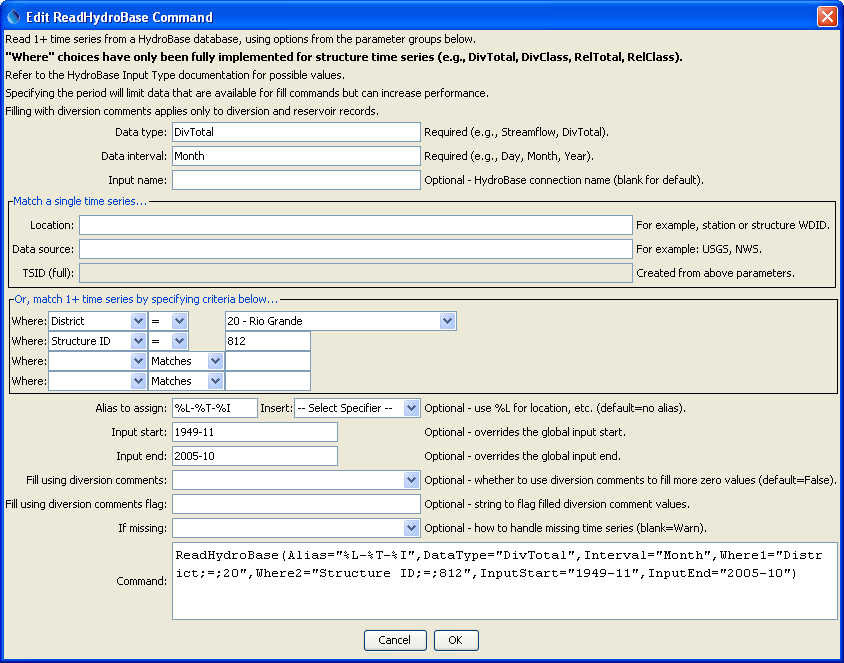 Edit ReadHydroBase Command
Read 1+ time series from a HydroBase database, using options from the parameter groups below.
"Where" choices have only been fully implemented for structure time series (e.g., DivTotal, DivClass, RelTotal, RelClass).
Refer to the HydroBase Input Type documentation for possible values.
Specifying the period will limit data that are available for fill commands but can increase performance.
Filling with diversion comments applies only to diversion and reservoir records.
Data type: DivTotal Required (e.g., Streamflow, DivTotal).
Data interval: Month Required (e.g., Day, Month, Year).
Input name: Optional - HydroBase connection name (blank for default).
Match a single time series...
Location: For example, station or structure WDID.
Data source: For example: USGS, NWS.
TSID (full): Created from above parameters.
Or, match 1+ time series by specifying criteria below...
Where: District = 20 - Rio Grande
Where: Structure ID = 812
Where: Matches
Where: Matches
Alias to assign: %L-%T-%I Insert: -- Select Specifier -- Optional - use %L for location, etc. (default=no alias).
Input start: 1949-11 Optional - overrides the global input start.
Input end: 2005-10 Optional - overrides the global input end.
Fill using diversion comments: Optional - whether to use diversion comments to fill more zero values (default=False).
Fill using diversion comments flag: Optional - string to flag filled diversion comment values.
If missing: Optional - how to handle missing time series (blank=Warn).
Command: ReadHydroBase(Alias="%L-%T-%I",DataType="DivTotal",Interval="Month",Where1="Distr
ict;=;20",Where2="Structure ID;=;812",InputStart="1949-11",InputEnd="2005-10")
Cancel OK